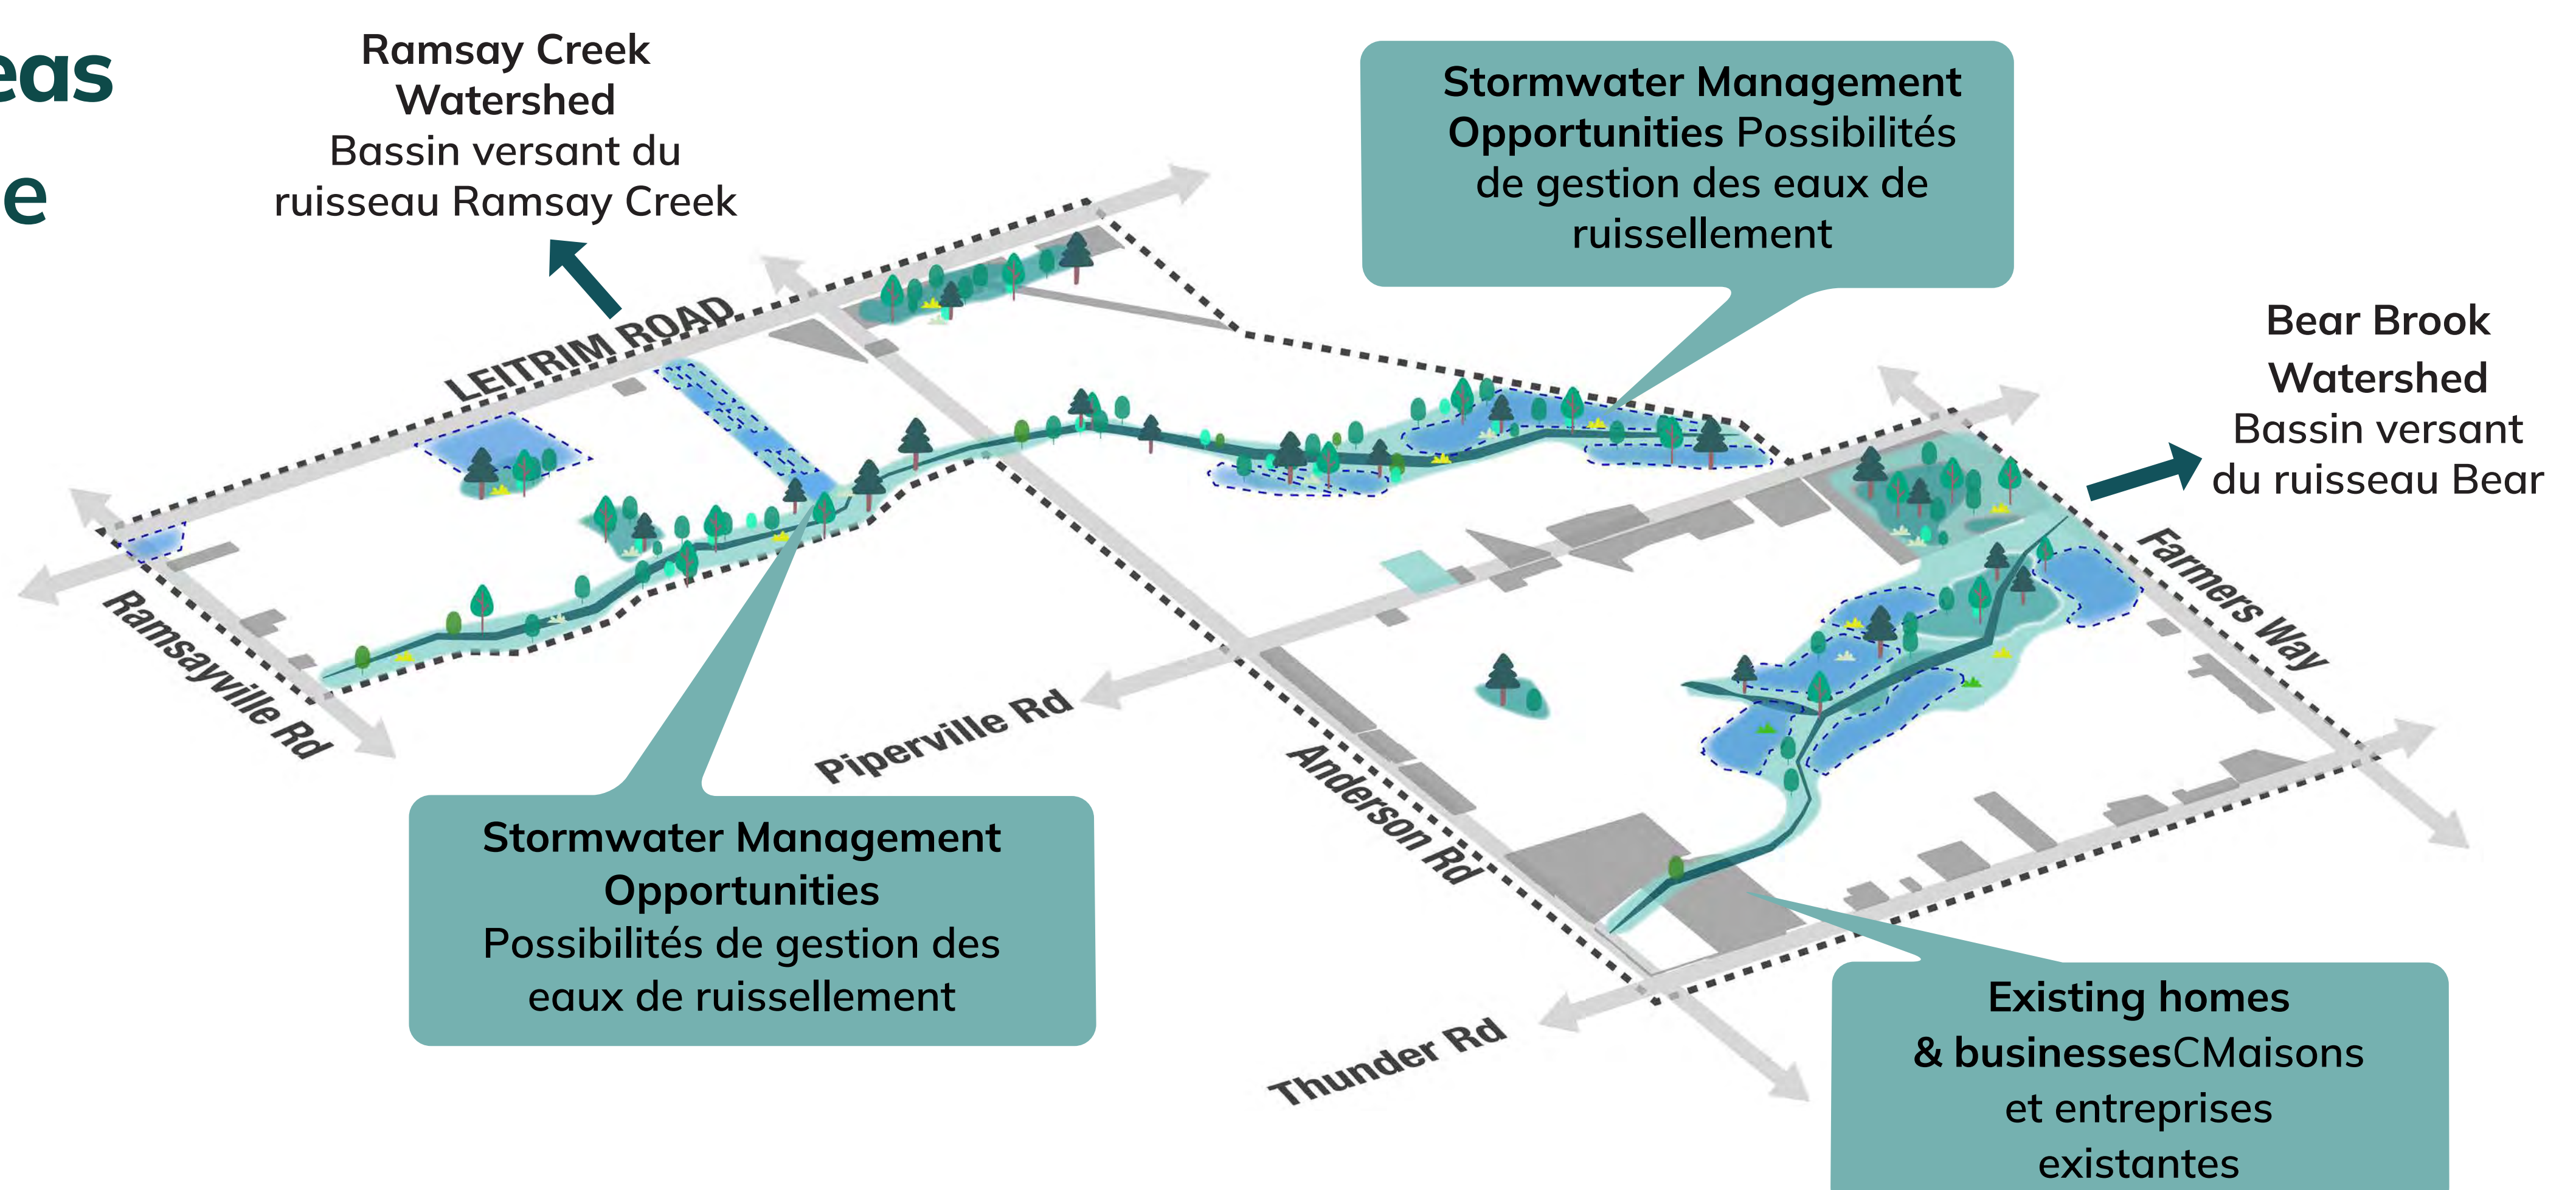 eas
e
Ramsay Creek
Watershed
Bassin versant du
ruisseau Ramsay Creek
Stormwater Management
Opportunities Possibilités
de gestion des eaux de
ruissellement
Bear Brook
Watershed
Bassin versant
du ruisseau Bear
LEITRIM ROAD
Farmers Way
Ramsayville Rd
Piperville Rd
Anderson Rd
Stormwater Management
Opportunities
Possibilités de gestion des
eaux de ruissellement
Thunder Rd
Existing homes
& businessesCMaisons
et entreprises
existantes